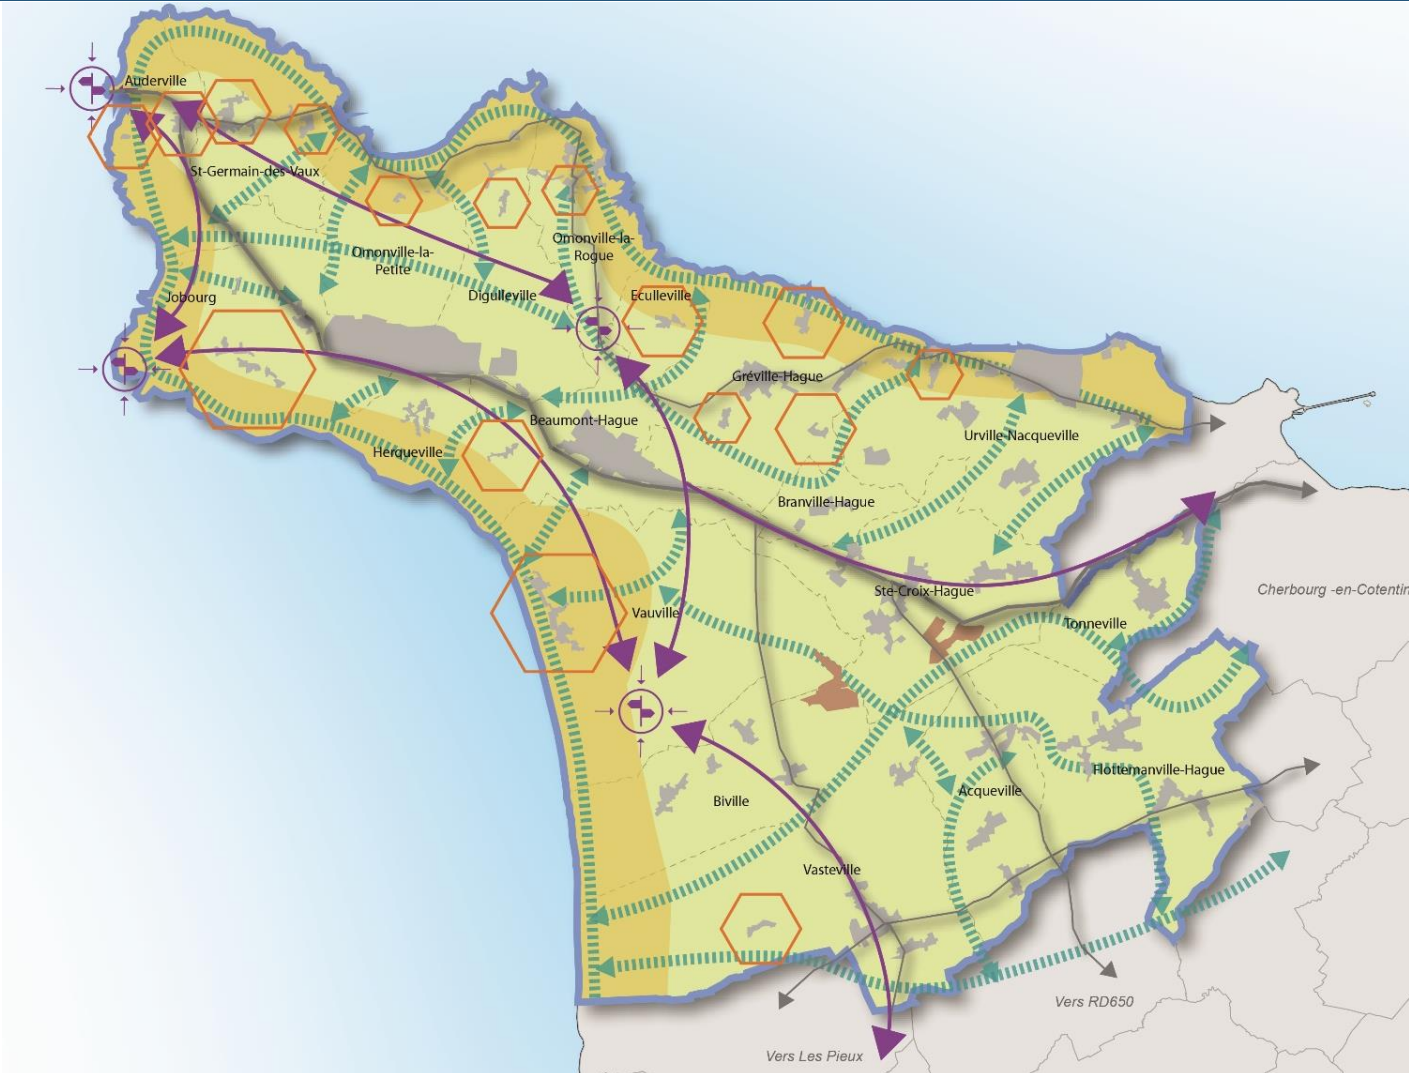 Auderville
St-Germain-des-Vaux
Omonville-la-
Petite
Omonville-la-
Rogue
Jobourg
Digulleville
Eculleville
Gréville-Hague
Beaumont-Hague
Urville-Nacqueville
Herqueville
Branville-Hague
Ste-Croix-Hague
Cherbourg -en-Cotentin
Vauville
Tonneville
Flottemanville-Hague
Biville
Acqueville
Vasteville
Vers RD650
Vers Les Pieux